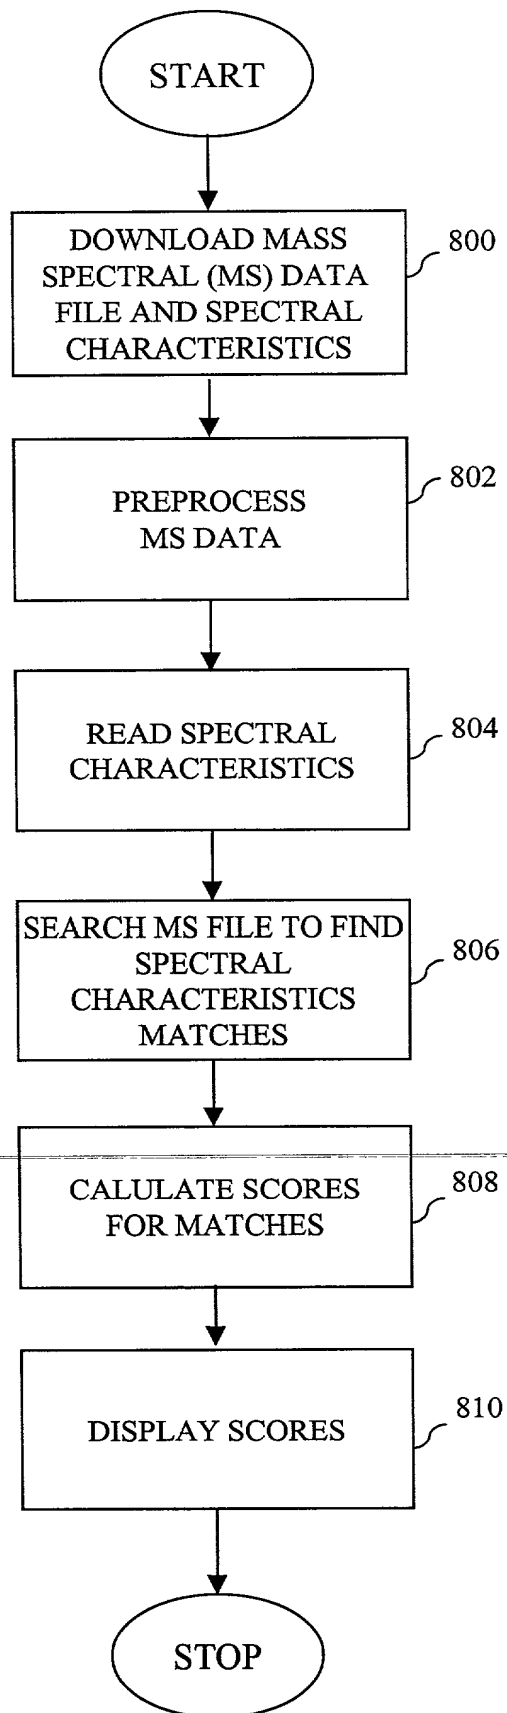 START
DOWNLOAD MASS
SPECTRAL (MS) DATA
FILE AND SPECTRAL
CHARACTERISTICS
800
PREPROCESS
MS DATA
802
READ SPECTRAL
CHARACTERISTICS
804
SEARCH MS FILE TO FIND
SPECTRAL
CHARACTERISTICS
MATCHES
806
CALULATE SCORES
FOR MATCHES
808
DISPLAY SCORES
810
STOP